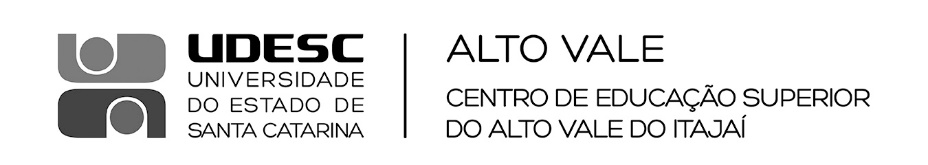 UDESC
UNIVERSIDADE
DO ESTADO DE
SANTA CATARINA
ALTO VALE
CENTRO DE EDUCAÇÃO SUPERIOR
DO ALTO VALE DO ITAJAÍ